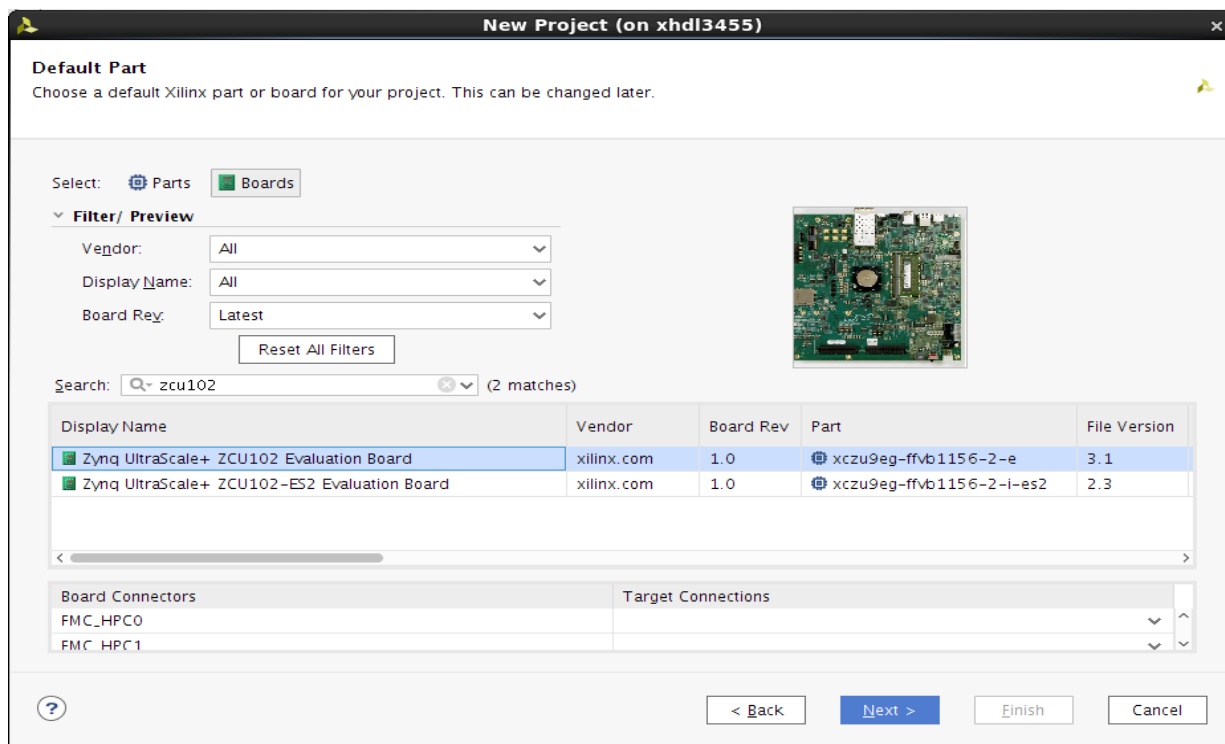 New Project (on xhdl3455)
Default Part
Choose a default Xilinx part or board for your project. This can be changed later.
Select: Parts Boards
Filter/ Preview
Vendor: All
Display Name: All
Board Rev: Latest
Reset All Filters
Search: zcu102 (2 matches)
Display Name Vendor Board Rev Part File Version
Zynq UltraScale+ ZCU102 Evaluation Board xilinx.com 1.0 xczu9eg-ffvb1156-2-e 3.1
Zynq UltraScale+ ZCU102-ES2 Evaluation Board xilinx.com 1.0 xczu9eg-ffvb1156-2-i-es2 2.3
Board Connectors Target Connections
FMC_HPC0
FMC_HPC1
? < Back Next > Finish Cancel